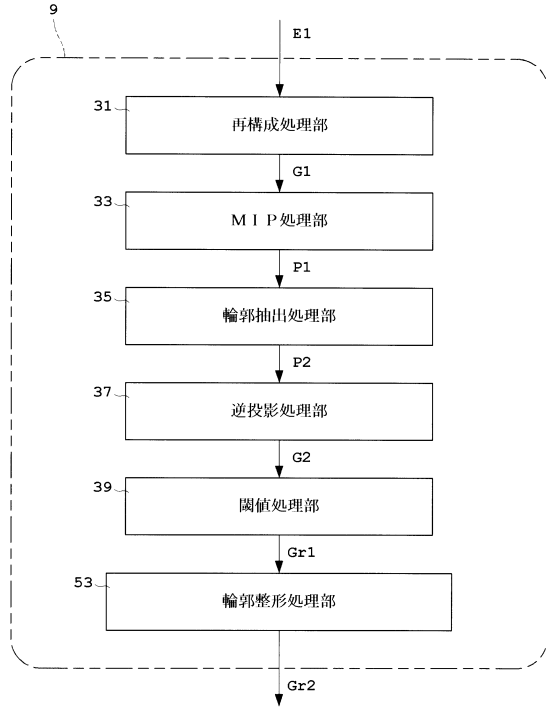 9
E1
31
再構成処理部
G1
33
ＭＩＰ処理部
P1
35
輪郭抽出処理部
P2
37
逆投影処理部
G2
39
閾値処理部
Gr1
53
輪郭整形処理部
Gr2